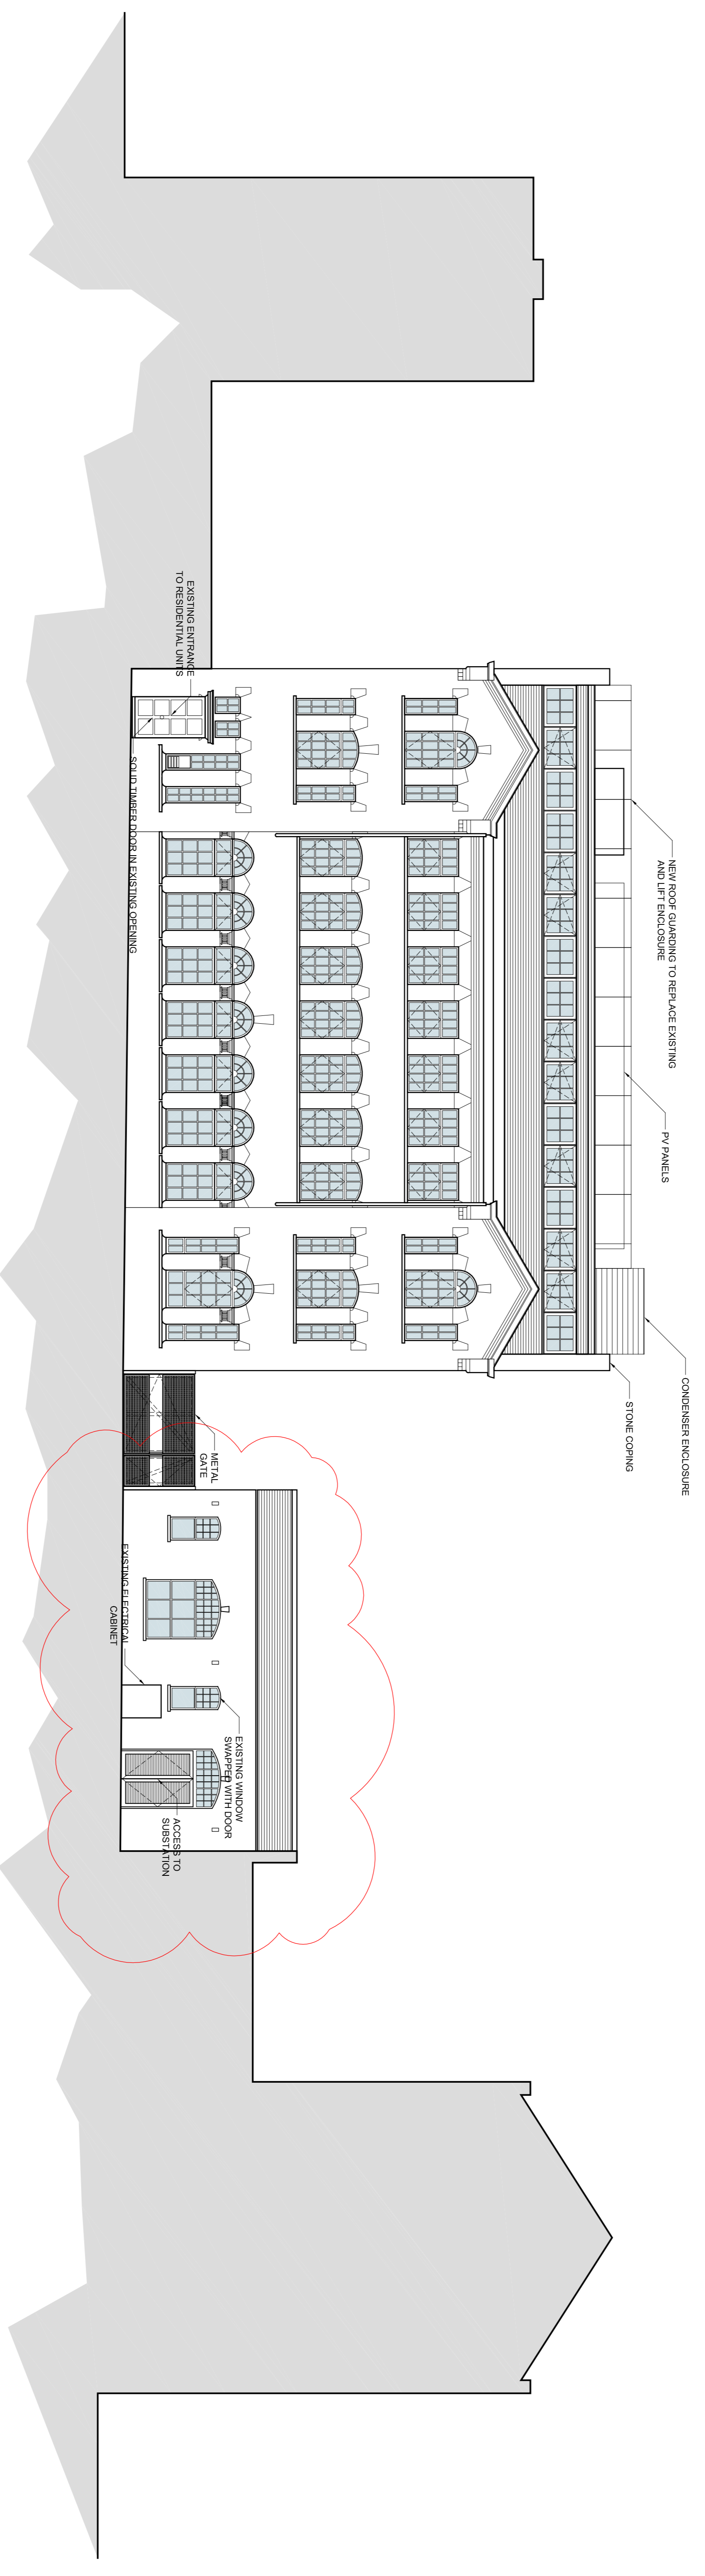 NEW ROOF GUARDING TO REPLACE EXISTING
AND LIFT ENCLOSURE
PV PANELS
CONDENSER ENCLOSURE
STONE COPING
EXISTING ENTRANCE
TO RESIDENTIAL UNITS
SOLID TIMBER DOOR IN EXISTING OPENING
METAL
GATE
EXISTING ELECTRICAL
CABINET
EXISTING WINDOW
SWAPPED WITH DOOR
ACCESS TO
SUBSTATION